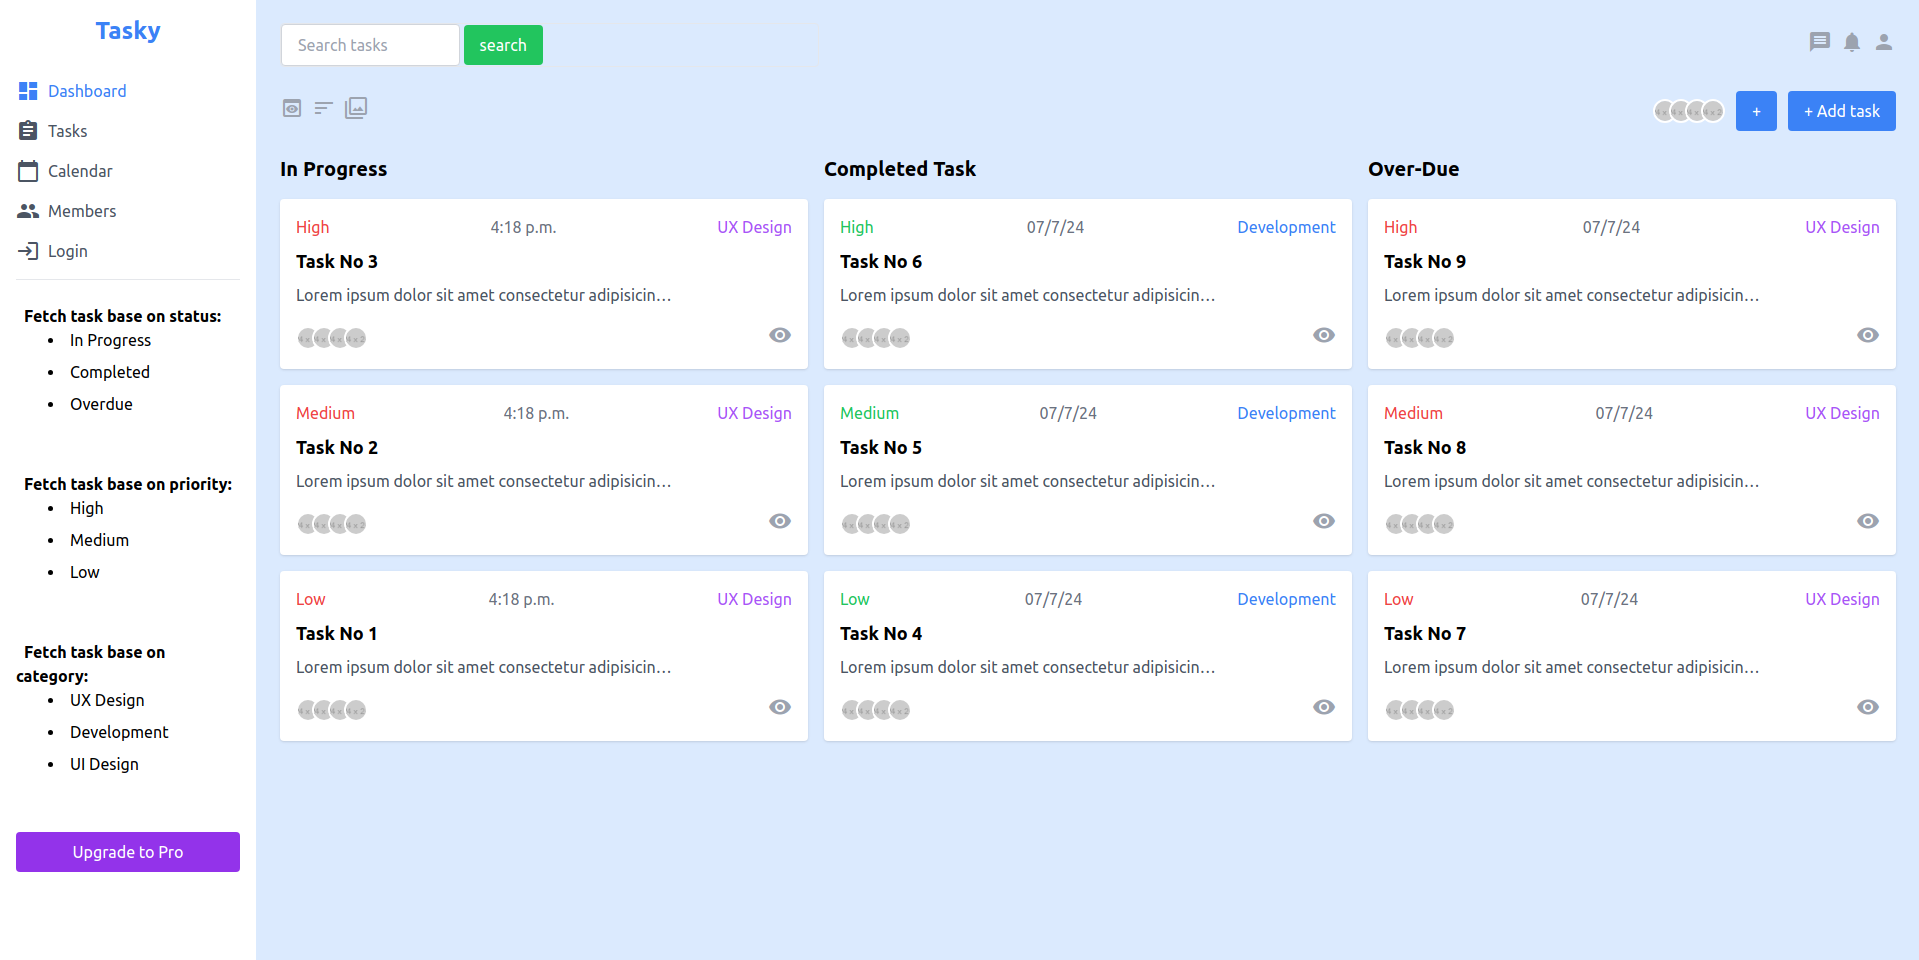 Tasky
Dashboard
Tasks
Calendar
Members
Login
Fetch task base on status:
In Progress
Completed
Overdue
Fetch task base on priority:
High
Medium
Low
Fetch task base on
category:
UX Design
Development
UI Design
Upgrade to Pro
Search tasks search
+ + Add task
In Progress
High 4:18 p.m. UX Design
Task No 3
Lorem ipsum dolor sit amet consectetur adipisicin…
Medium 4:18 p.m. UX Design
Task No 2
Lorem ipsum dolor sit amet consectetur adipisicin…
Low 4:18 p.m. UX Design
Task No 1
Lorem ipsum dolor sit amet consectetur adipisicin…
Completed Task
High 07/7/24 Development
Task No 6
Lorem ipsum dolor sit amet consectetur adipisicin…
Medium 07/7/24 Development
Task No 5
Lorem ipsum dolor sit amet consectetur adipisicin…
Low 07/7/24 Development
Task No 4
Lorem ipsum dolor sit amet consectetur adipisicin…
Over-Due
High 07/7/24 UX Design
Task No 9
Lorem ipsum dolor sit amet consectetur adipisicin…
Medium 07/7/24 UX Design
Task No 8
Lorem ipsum dolor sit amet consectetur adipisicin…
Low 07/7/24 UX Design
Task No 7
Lorem ipsum dolor sit amet consectetur adipisicin…